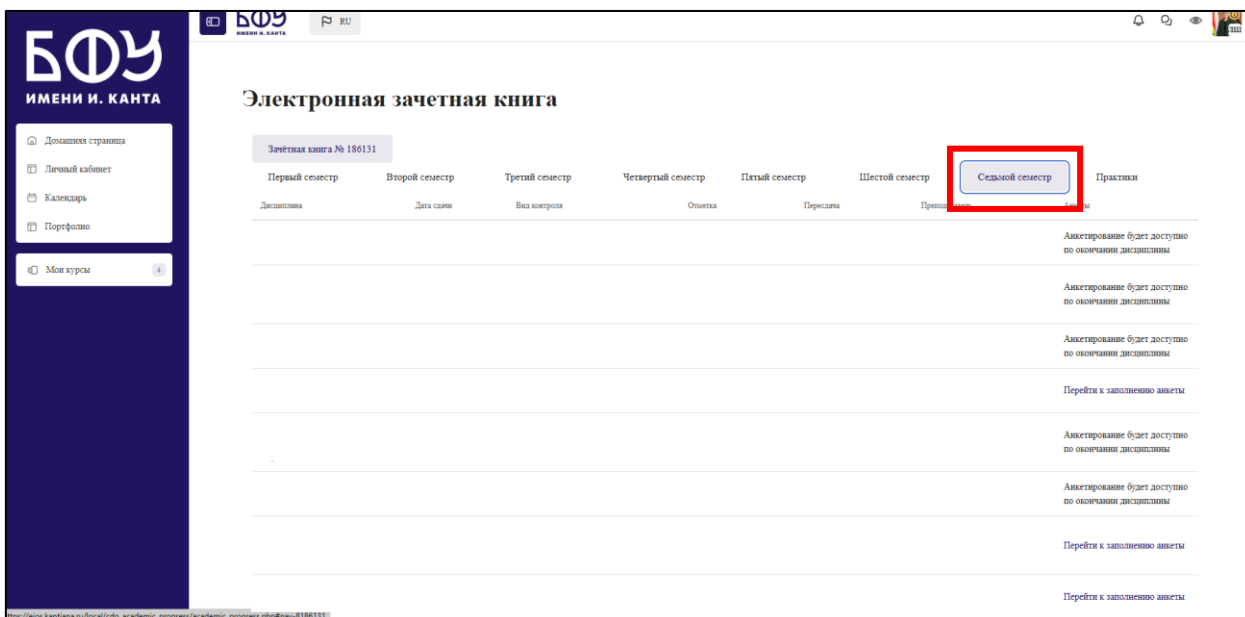 БФУ
ИМЕНИ И. КАНТА
БФУ
ИМЕНИ И. КАНТА
RU
Домашняя страница
Личный кабинет
Календарь
Портфолио
Мои курсы 4
Электронная зачетная книга
Зачётная книга № 186131
Первый семестр Второй семестр Третий семестр Четвертый семестр Пятый семестр Шестой семестр Седьмой семестр Практики
Дисциплина Дата сдачи Вид контроля Отметка Пересдача
Анкетирование будет доступно
по окончании дисциплины
Анкетирование будет доступно
по окончании дисциплины
Анкетирование будет доступно
по окончании дисциплины
Перейти к заполнению анкеты
Анкетирование будет доступно
по окончании дисциплины
Анкетирование будет доступно
по окончании дисциплины
Перейти к заполнению анкеты
Перейти к заполнению анкеты